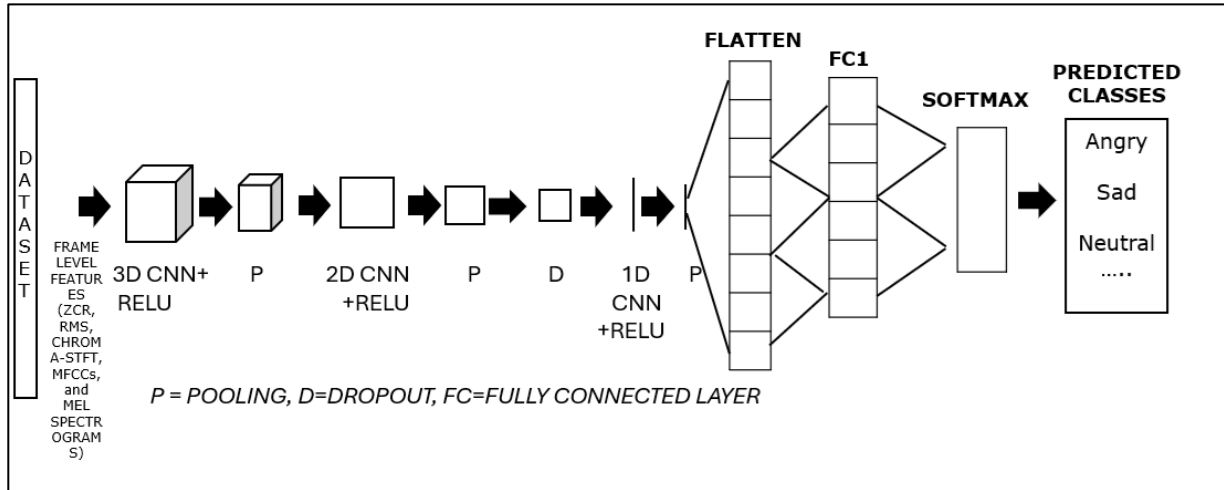 D
A
T
A
S
E
T
FRAME
LEVEL
FEATUR
ES
(ZCR,
RMS,
CHROM
A-STFT,
MFCCs,
and
MEL
SPECTR
OGRAM
S)
3D CNN+
RELU
P
2D CNN
+RELU
P
D
1D
CNN
+RELU
P
FLATTEN
FC1
SOFTMAX
PREDICTED
CLASSES
Angry
Sad
Neutral
.....
P = POOLING, D=DROPOUT, FC=FULLY CONNECTED LAYER